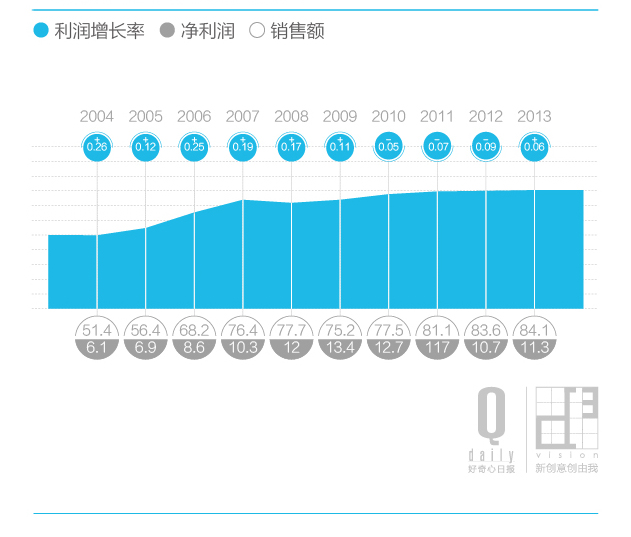 利润增长率 净利润 销售额
2004 2005 2006 2007 2008 2009 2010 2011 2012 2013
+ + + + + + − − − +
0.26 0.12 0.25 0.19 0.17 0.11 0.05 0.07 0.09 0.06
51.4 56.4 68.2 76.4 77.7 75.2 77.5 81.1 83.6 84.1
6.1 6.9 8.6 10.3 12 13.4 12.7 117 10.7 11.3
Q
daily
好奇心日报
vision
新创意创由我